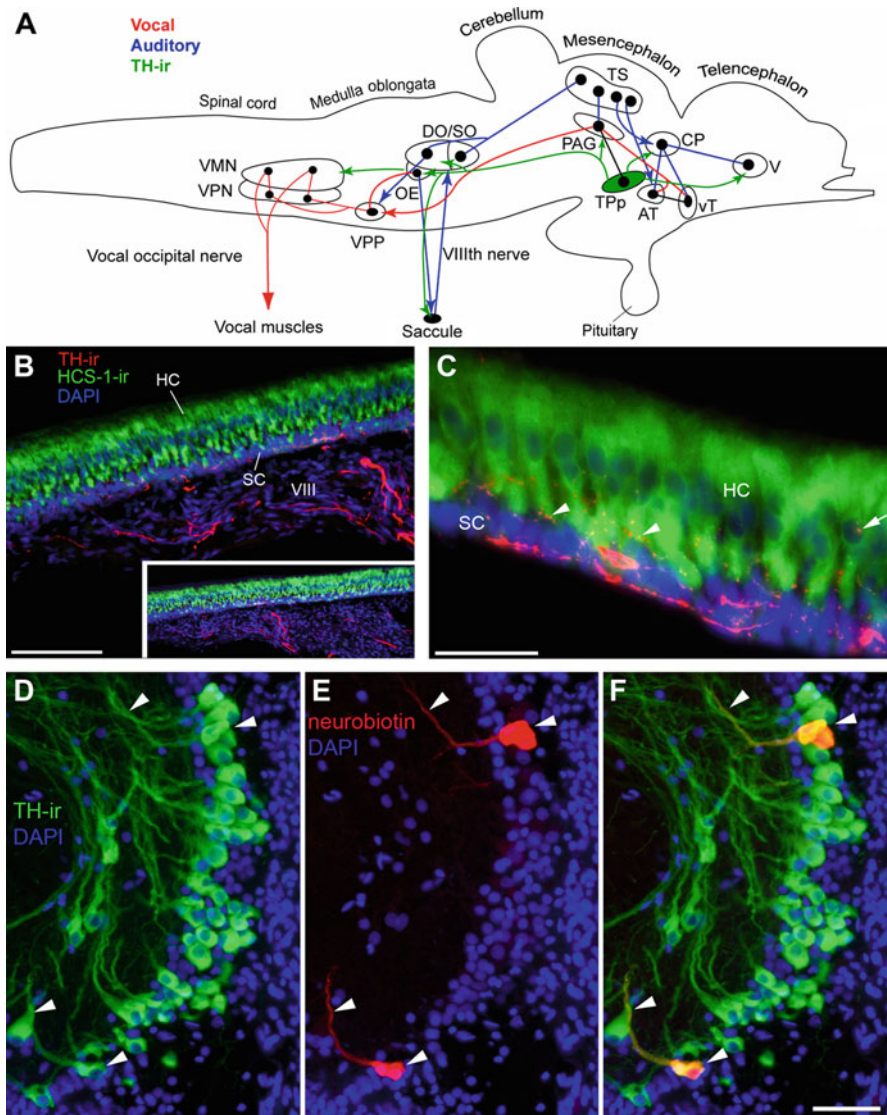 A
Vocal
Auditory
TH-ir
Spinal cord
Medulla oblongata
Cerebellum
Mesencephalon
Telencephalon
TS
DO/SO
PAG
CP
VMN
VPN
OE
V
TPp
AT
vT
VPP
Vocal occipital nerve
VIIIth nerve
Vocal muscles
Saccule
Pituitary
B
TH-ir
HCS-1-ir
DAPI
HC
SC
VIII
C
HC
SC
D
TH-ir
DAPI
E
neurobiotin
DAPI
F